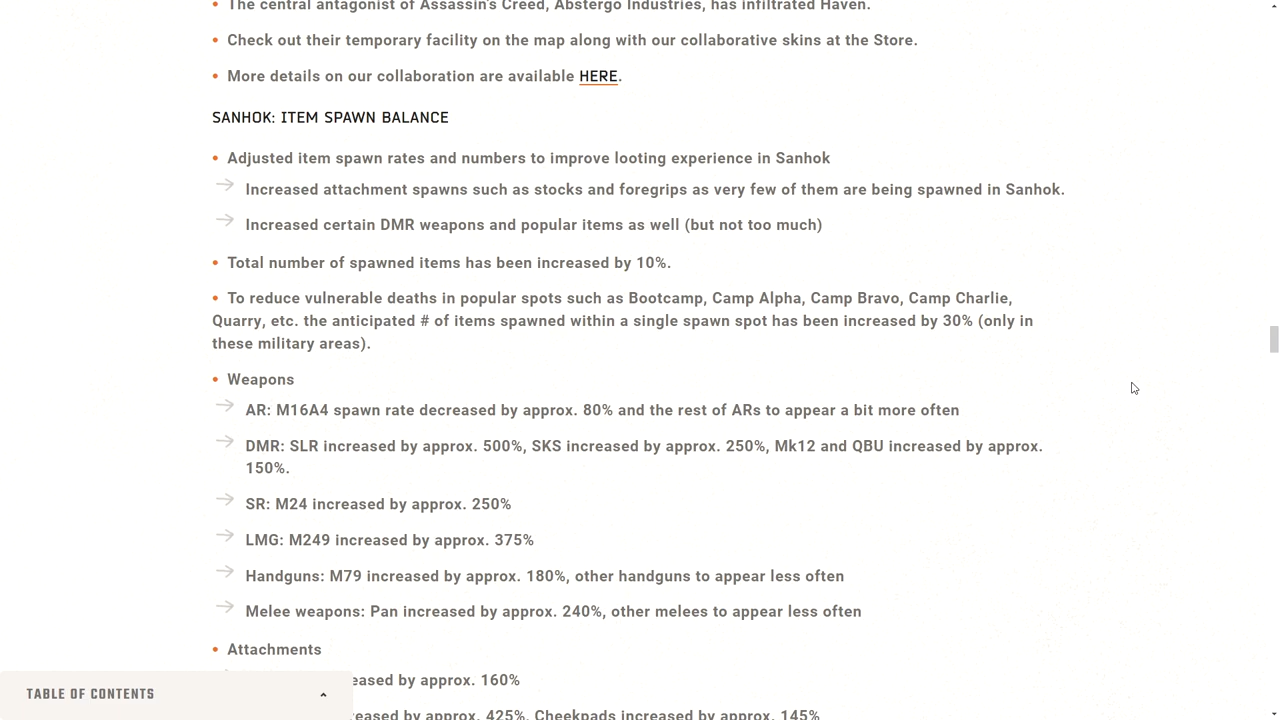 • The central antagonist of Assassin's Creed, Abstergo Industries, has infiltrated Haven.
• Check out their temporary facility on the map along with our collaborative skins at the Store.
• More details on our collaboration are available HERE.
SANHOK: ITEM SPAWN BALANCE
• Adjusted item spawn rates and numbers to improve looting experience in Sanhok
→ Increased attachment spawns such as stocks and foregrips as very few of them are being spawned in Sanhok.
→ Increased certain DMR weapons and popular items as well (but not too much)
• Total number of spawned items has been increased by 10%.
• To reduce vulnerable deaths in popular spots such as Bootcamp, Camp Alpha, Camp Bravo, Camp Charlie,
Quarry, etc. the anticipated # of items spawned within a single spawn spot has been increased by 30% (only in
these military areas).
• Weapons
→ AR: M16A4 spawn rate decreased by approx. 80% and the rest of ARs to appear a bit more often
→ DMR: SLR increased by approx. 500%, SKS increased by approx. 250%, Mk12 and QBU increased by approx.
150%.
→ SR: M24 increased by approx. 250%
→ LMG: M249 increased by approx. 375%
→ Handguns: M79 increased by approx. 180%, other handguns to appear less often
→ Melee weapons: Pan increased by approx. 240%, other melees to appear less often
• Attachments
eased by approx. 160%
TABLE OF CONTENTS
eased by approx. 425%, Cheekpads increased by approx. 145%